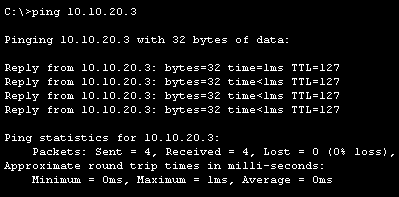 C:\>ping 10.10.20.3
Pinging 10.10.20.3 with 32 bytes of data:
Reply from 10.10.20.3: bytes=32 time=1ms TTL=127
Reply from 10.10.20.3: bytes=32 time<1ms TTL=127
Reply from 10.10.20.3: bytes=32 time<1ms TTL=127
Reply from 10.10.20.3: bytes=32 time<1ms TTL=127
Ping statistics for 10.10.20.3:
    Packets: Sent = 4, Received = 4, Lost = 0 (0% loss),
Approximate round trip times in milli-seconds:
    Minimum = 0ms, Maximum = 1ms, Average = 0ms